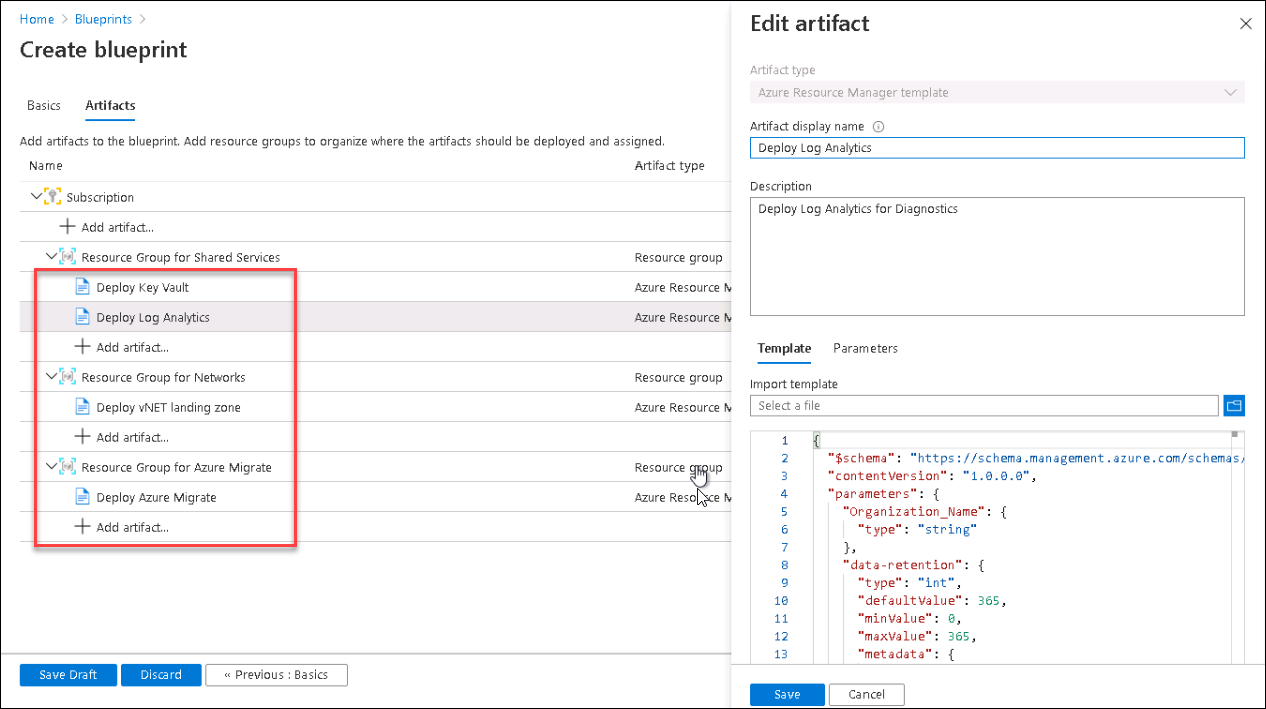 Home > Blueprints >
Create blueprint
Basics Artifacts
Add artifacts to the blueprint. Add resource groups to organize where the artifacts should be deployed and assigned.
Name Artifact type
Subscription
Add artifact...
Resource Group for Shared Services Resource group
Deploy Key Vault Azure Resource M
Deploy Log Analytics Azure Resource M
Add artifact...
Resource Group for Networks Resource group
Deploy vNET landing zone Azure Resource M
Add artifact...
Resource Group for Azure Migrate Resource group
Deploy Azure Migrate Azure Resource M
Add artifact...
Save Draft Discard « Previous : Basics
Edit artifact
Artifact type
Azure Resource Manager template
Artifact display name
Deploy Log Analytics
Description
Deploy Log Analytics for Diagnostics
Template Parameters
Import template
Select a file
1 {
2 "$schema": "https://schema.management.azure.com/schemas/
3 "contentVersion": "1.0.0.0",
4 "parameters": {
5 "Organization_Name": {
6 "type": "string"
7 },
8 "data-retention": {
9 "type": "int",
10 "defaultValue": 365,
11 "minValue": 0,
12 "maxValue": 365,
13 "metadata": {
Save Cancel